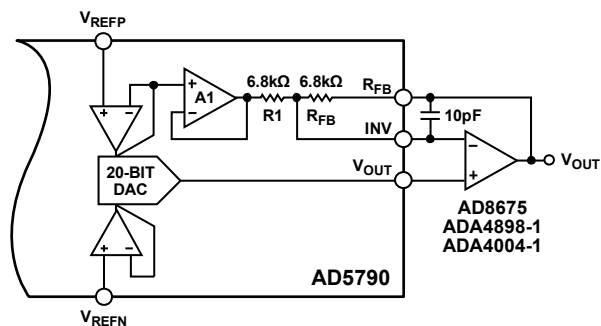 VREFP
6.8kΩ 6.8kΩ
A1
R1 RFB
RFB
INV
10pF
20-BIT
DAC
VOUT
VOUT
AD8675
ADA4898-1
ADA4004-1
AD5790
VREFN